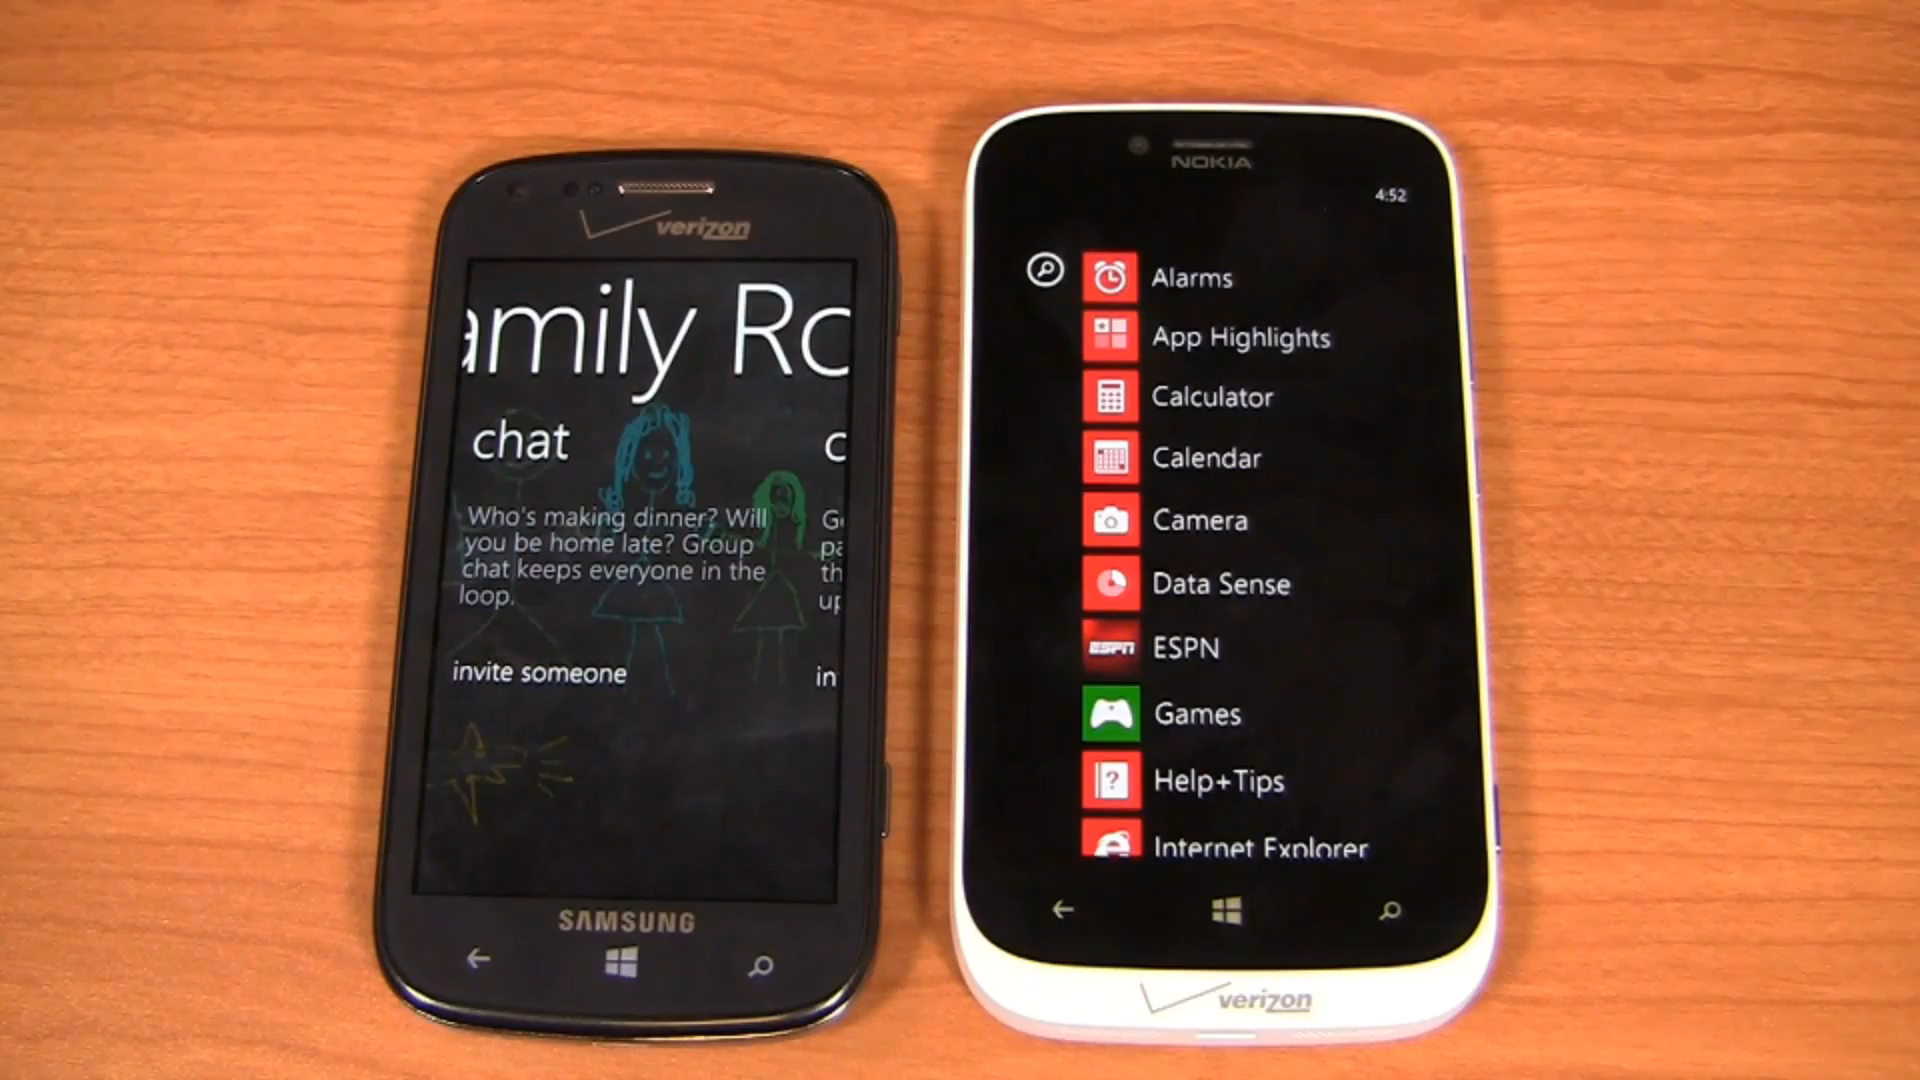 verizon
amily Ro
chat
c
Who's making dinner? Will
you be home late? Group
chat keeps everyone in the
loop.
invite someone
in
SAMSUNG
NOKIA
4:52
Alarms
App Highlights
Calculator
Calendar
Camera
Data Sense
ESPN ESPN
Games
? Help+Tips
Internet Explorer
verizon